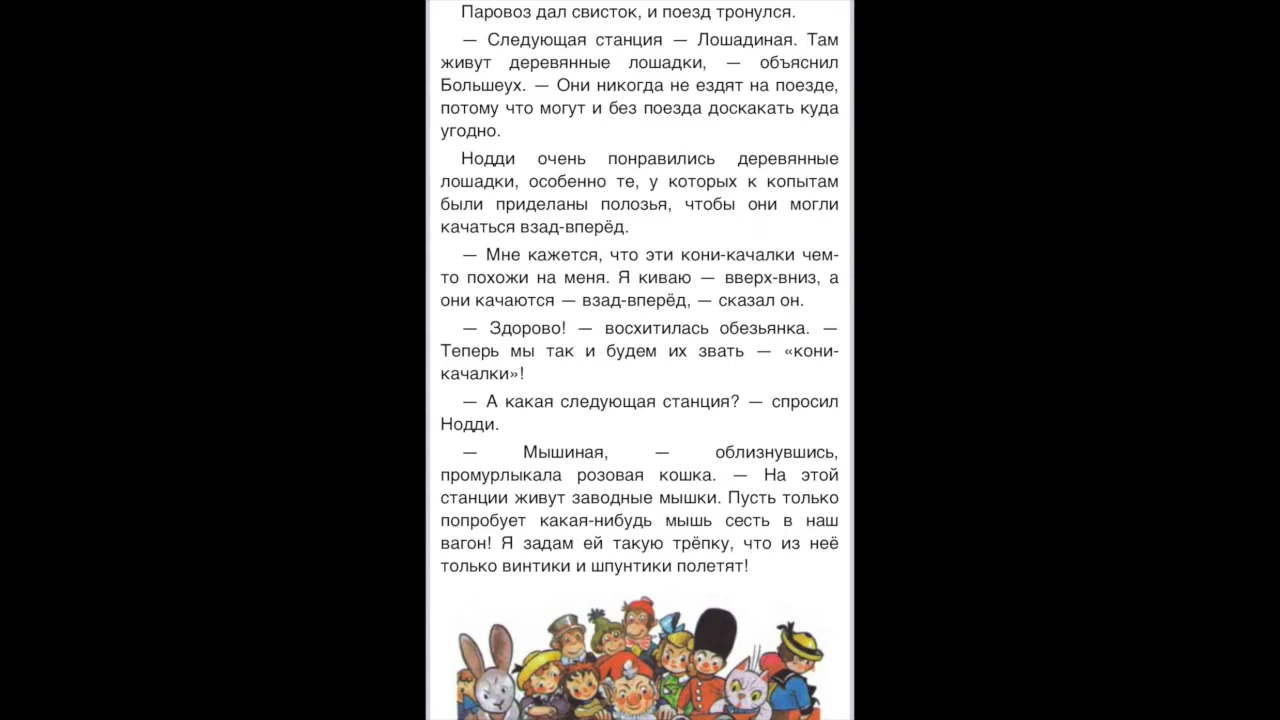 Паровоз дал свисток, и поезд тронулся.
— Следующая станция — Лошадиная. Там
живут деревянные лошадки, — объяснил
Большеух. — Они никогда не ездят на поезде,
потому что могут и без поезда доскакать куда
угодно.
Нодди очень понравились деревянные
лошадки, особенно те, у которых к копытам
были приделаны полозья, чтобы они могли
качаться взад-вперёд.
— Мне кажется, что эти кони-качалки чем-
то похожи на меня. Я киваю — вверх-вниз, а
они качаются — взад-вперёд, — сказал он.
— Здорово! — восхитилась обезьянка. —
Теперь мы так и будем их звать — «кони-
качалки»!
— А какая следующая станция? — спросил
Нодди.
— Мышиная, — облизнувшись,
промурлыкала розовая кошка. — На этой
станции живут заводные мышки. Пусть только
попробует какая-нибудь мышь сесть в наш
вагон! Я задам ей такую трёпку, что из неё
только винтики и шпунтики полетят!